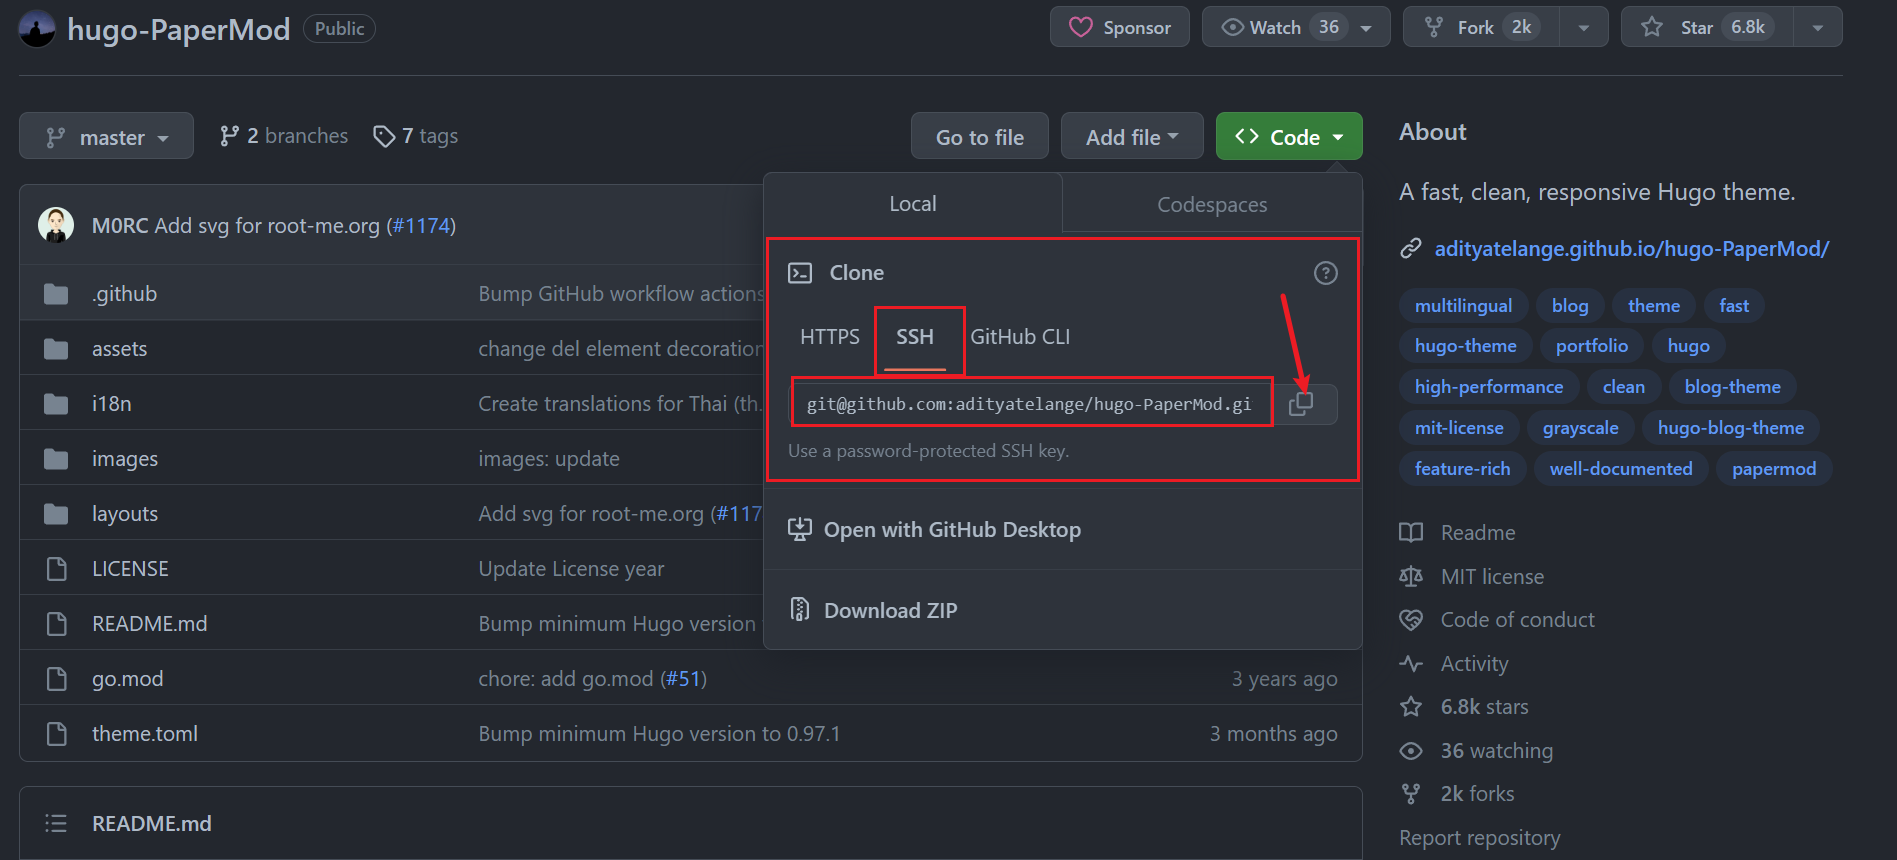 hugo-PaperMod Public
Sponsor Watch 36 Fork 2k Star 6.8k
master 2 branches 7 tags Go to file Add file Code
M0RC Add svg for root-me.org (#1174)
.github Bump GitHub workflow actions
assets change del element decoration
i18n Create translations for Thai (th.
images images: update
layouts Add svg for root-me.org (#117
LICENSE Update License year
README.md Bump minimum Hugo version
go.mod chore: add go.mod (#51) 3 years ago
theme.toml Bump minimum Hugo version to 0.97.1 3 months ago
README.md
Local Codespaces
Clone
HTTPS SSH GitHub CLI
git@github.com:adityatelange/hugo-PaperMod.gi
Use a password-protected SSH key.
Open with GitHub Desktop
Download ZIP
About
A fast, clean, responsive Hugo theme.
adityatelange.github.io/hugo-PaperMod/
multilingual blog theme fast
hugo-theme portfolio hugo
high-performance clean blog-theme
mit-license grayscale hugo-blog-theme
feature-rich well-documented papermod
Readme
MIT license
Code of conduct
Activity
6.8k stars
36 watching
2k forks
Report repository